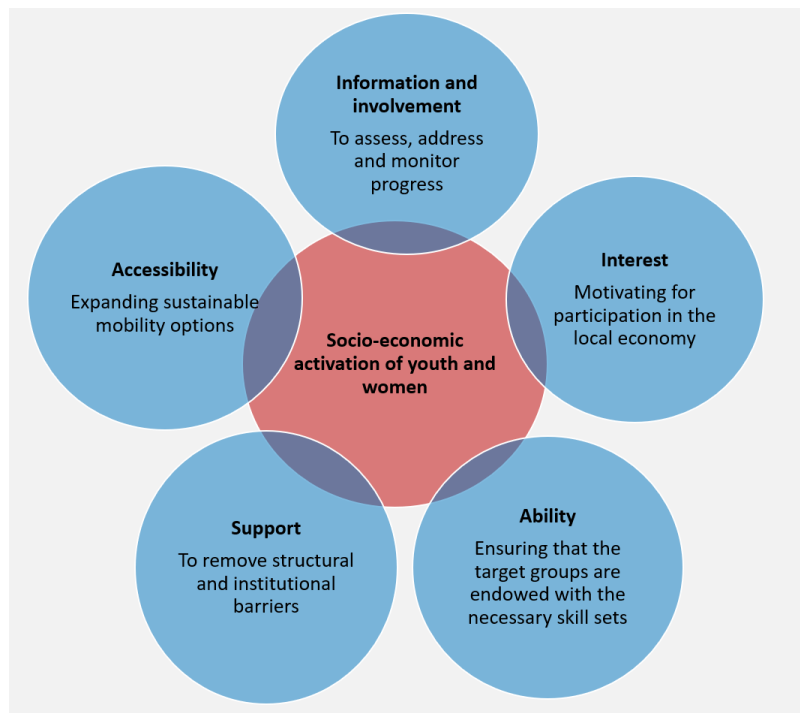 Information and
involvement
To assess, address
and monitor
progress
Accessibility
Expanding sustainable
mobility options
Interest
Motivating for
participation in the
local economy
Socio-economic
activation of youth and
women
Support
To remove structural
and institutional
barriers
Ability
Ensuring that the
target groups are
endowed with the
necessary skill sets